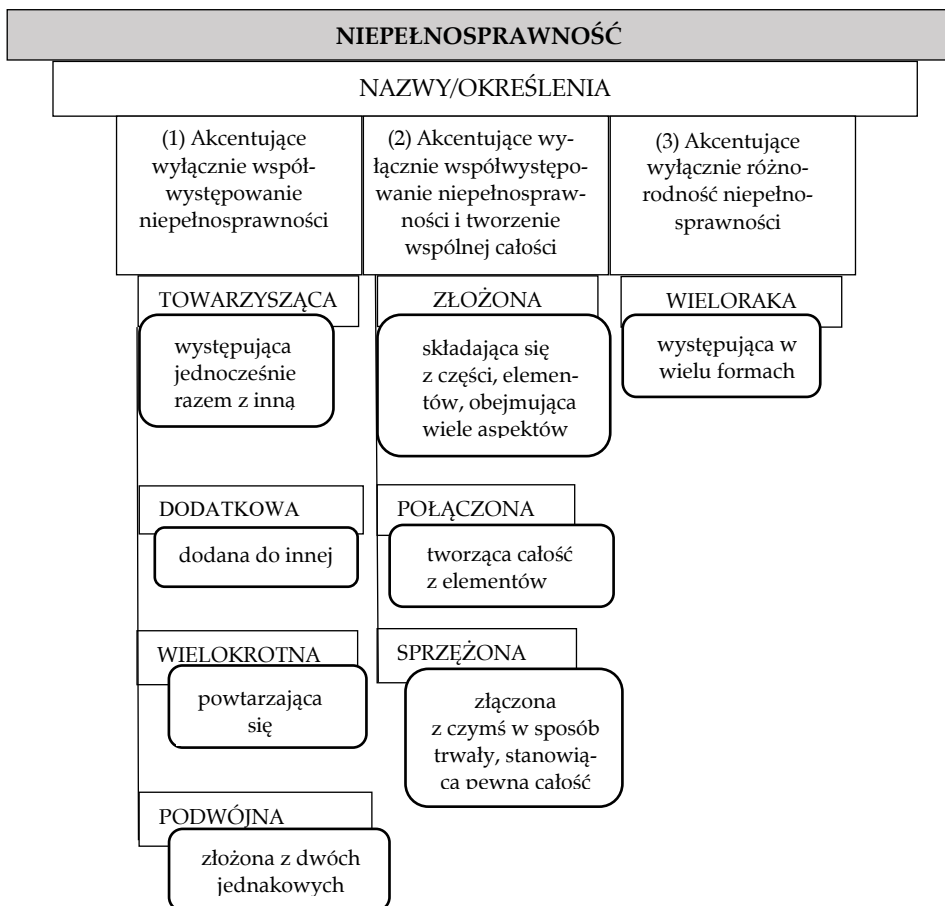 NIEPEŁNOSPRAWNOŚĆ
NAZWY/OKREŚLENIA
(1) Akcentujące
wyłącznie współ-
występowanie
niepełnosprawności
(2) Akcentujące wy-
łącznie współwystępo-
wanie niepełnospraw-
ności i tworzenie
wspólnej całości
(3) Akcentujące
wyłącznie różno-
rodność niepełno-
sprawności
TOWARZYSZĄCA
występująca
jednocześnie
razem z inną
DODATKOWA
dodana do innej
WIELOKROTNA
powtarzająca
się
PODWÓJNA
złożona z dwóch
jednakowych
ZŁOŻONA
składająca się
z części, elemen-
tów, obejmująca
wiele aspektów
POŁĄCZONA
tworząca całość
z elementów
SPRZĘŻONA
złączona
z czymś w sposób
trwały, stanowią-
ca pewna całość
WIELORAKA
występująca w
wielu formach